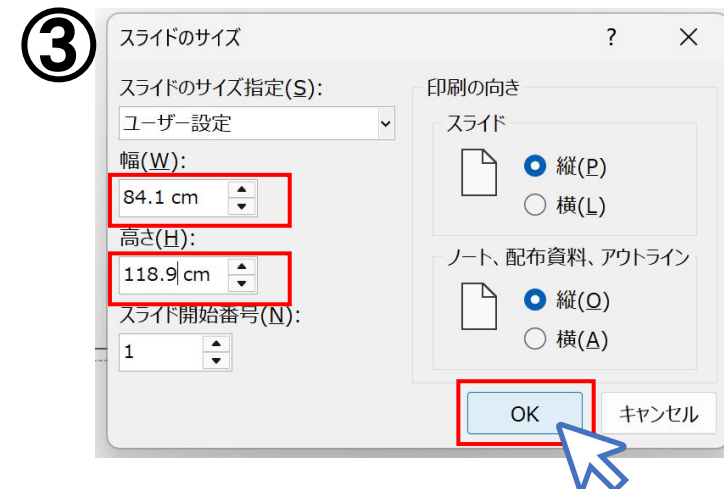 ③
スライドのサイズ ? ×
スライドのサイズ指定(S):
ユーザー設定
幅(W):
84.1 cm
高さ(H):
118.9 cm
スライド開始番号(N):
1
印刷の向き
スライド
縦(P)
横(L)
ノート、配布資料、アウトライン
縦(O)
横(A)
OK
キャンセル